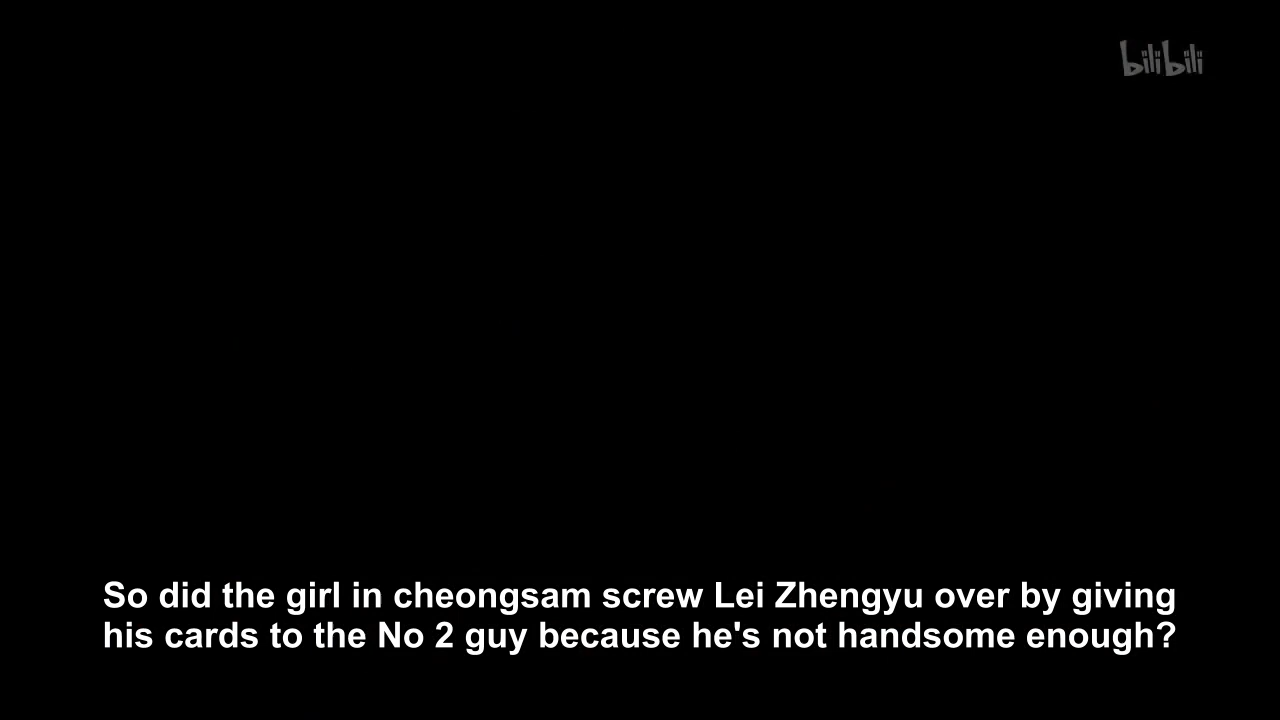 bilibili
So did the girl in cheongsam screw Lei Zhengyu over by giving
his cards to the No 2 guy because he's not handsome enough?